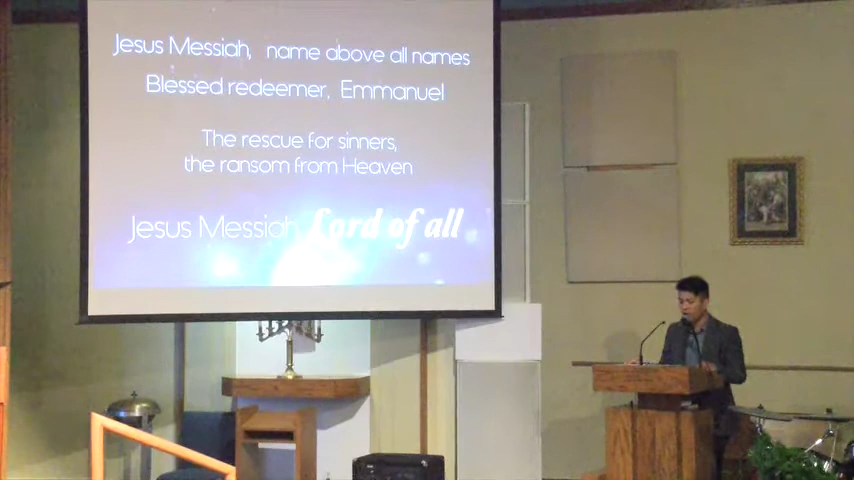 Jesus Messiah, name above all names
Blessed redeemer, Emmanuel
The rescue for sinners,
the ransom from Heaven
Jesus Messiah, Lord of all